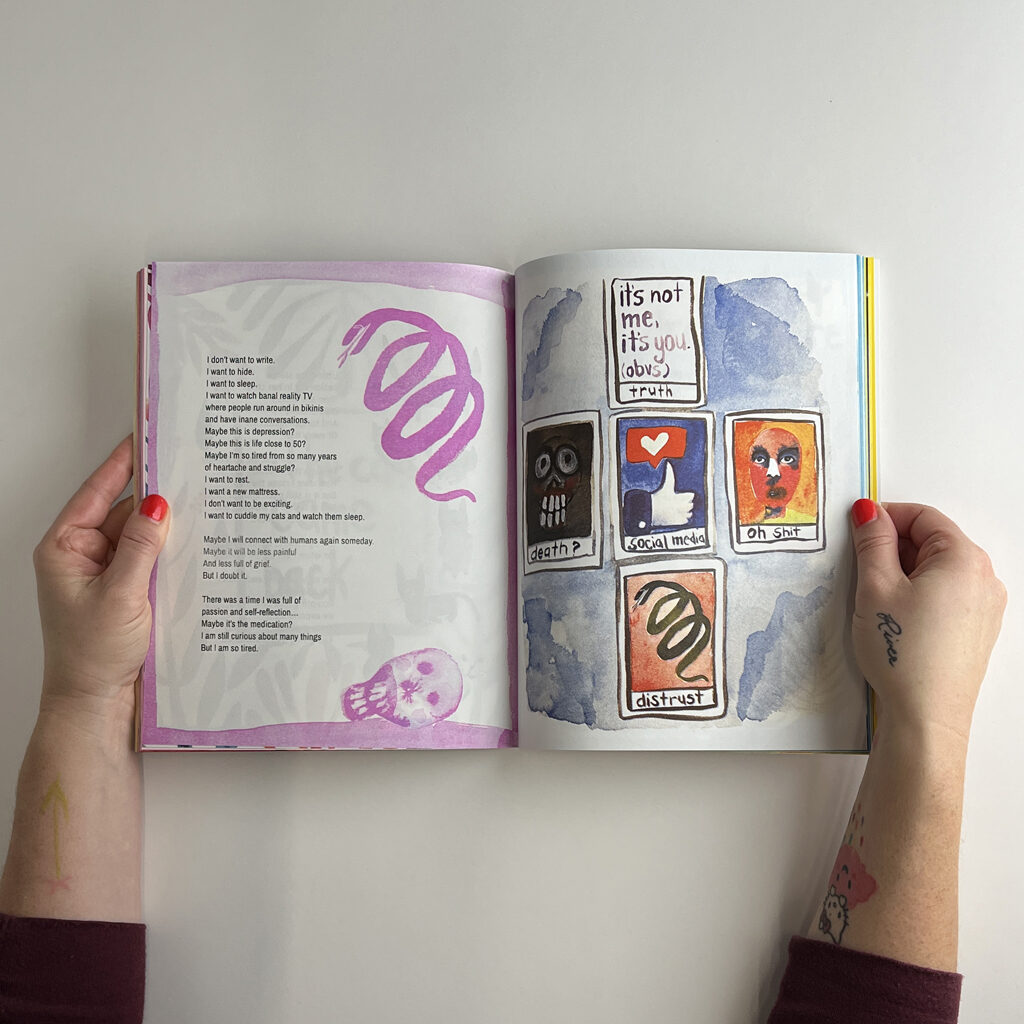 I don't want to write.
I want to hide.
I want to sleep.
I want to watch banal reality TV
where people run around in bikinis
and have inane conversations.
Maybe this is depression?
Maybe this is life close to 50?
Maybe I'm so tired from so many years
of heartache and struggle?
I want to rest.
I want a new mattress.
I don't want to be exciting.
I want to cuddle my cats and watch them sleep.
Maybe I will connect with humans again someday.
Maybe it will be less painful
And less full of grief.
But I doubt it.
There was a time I was full of
passion and self-reflection...
Maybe it's the medication?
I am still curious about many things
But I am so tired.
it's not
me,
it's you.
(obvs)
truth
death?
social media
oh shit
distrust
River